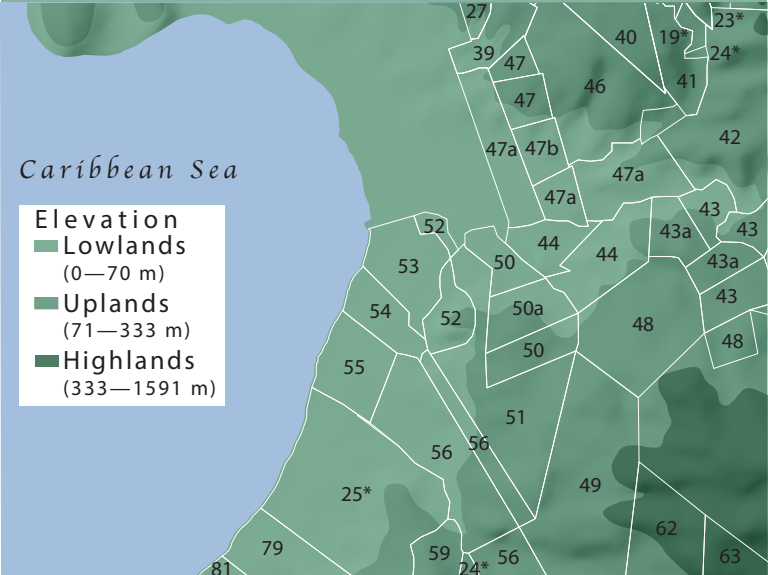 27
23*
40
19*
39
24*
47
41
46
47
42
47a
47b
Caribbean Sea
47a
47a
43
52
43a
43
44
44
50
43a
53
43
50a
54
52
48
48
50
55
51
56
56
25*
49
62
79
59
56
63
24*
81
Elevation
Lowlands
(0—70 m)
Uplands
(71—333 m)
Highlands
(333—1591 m)